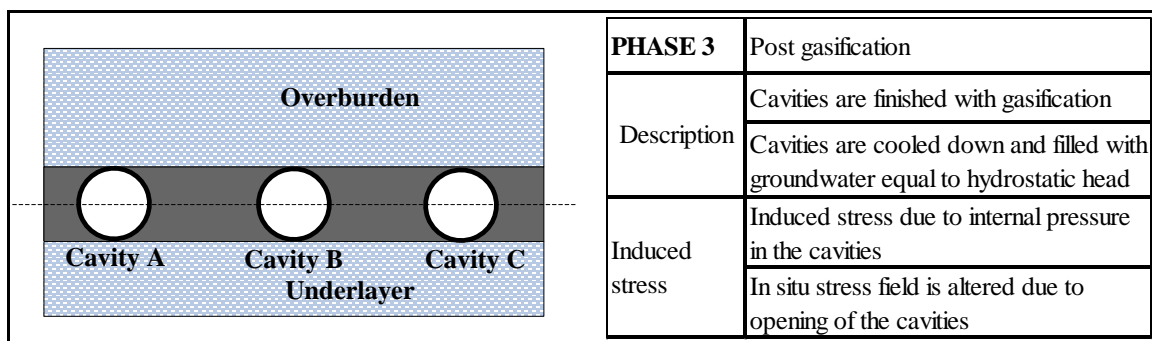 Overburden
Cavity A
Cavity B
Cavity C
Underlayer
PHASE 3
Post gasification
Description
Cavities are finished with gasification
Cavities are cooled down and filled with
groundwater equal to hydrostatic head
Induced
stress
Induced stress due to internal pressure
in the cavities
In situ stress field is altered due to
opening of the cavities